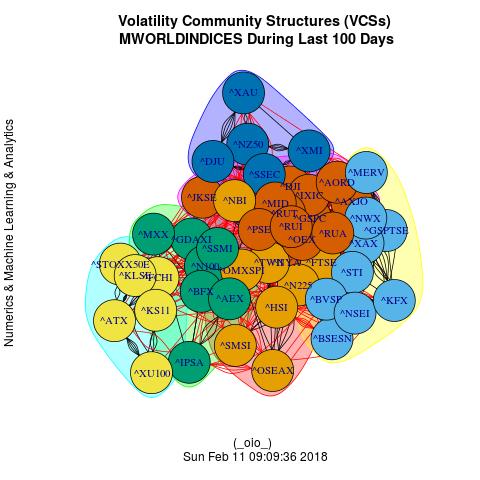 Volatility Community Structures (VCSs)
MWORLDINDICES During Last 100 Days
Numerics & Machine Learning & Analytics
^XAU
^NZ50
^XMI
^DJU
^SSEC
^MERV
^DJI
^AORD
^JKSE
^NBI
^IXIC
^MID
^AXJO
^RUT
^GSPC
^NWX
^PSE
^RUI
^RUA
^GSPTSE
^MXX
^GDAXI
^OEX
^XAX
^SSMI
^STOXX50E
^N100
^OMXSPI
^TWII
^NYA
^FTSE
^STI
^KLSE
^FCHI
^BFX
^AEX
^N225
^BVSP
^KFX
^KS11
^HSI
^NSEI
^ATX
^BSESN
^SMSI
^IPSA
^XU100
^OSEAX
(_oio_)
Sun Feb 11 09:09:36 2018